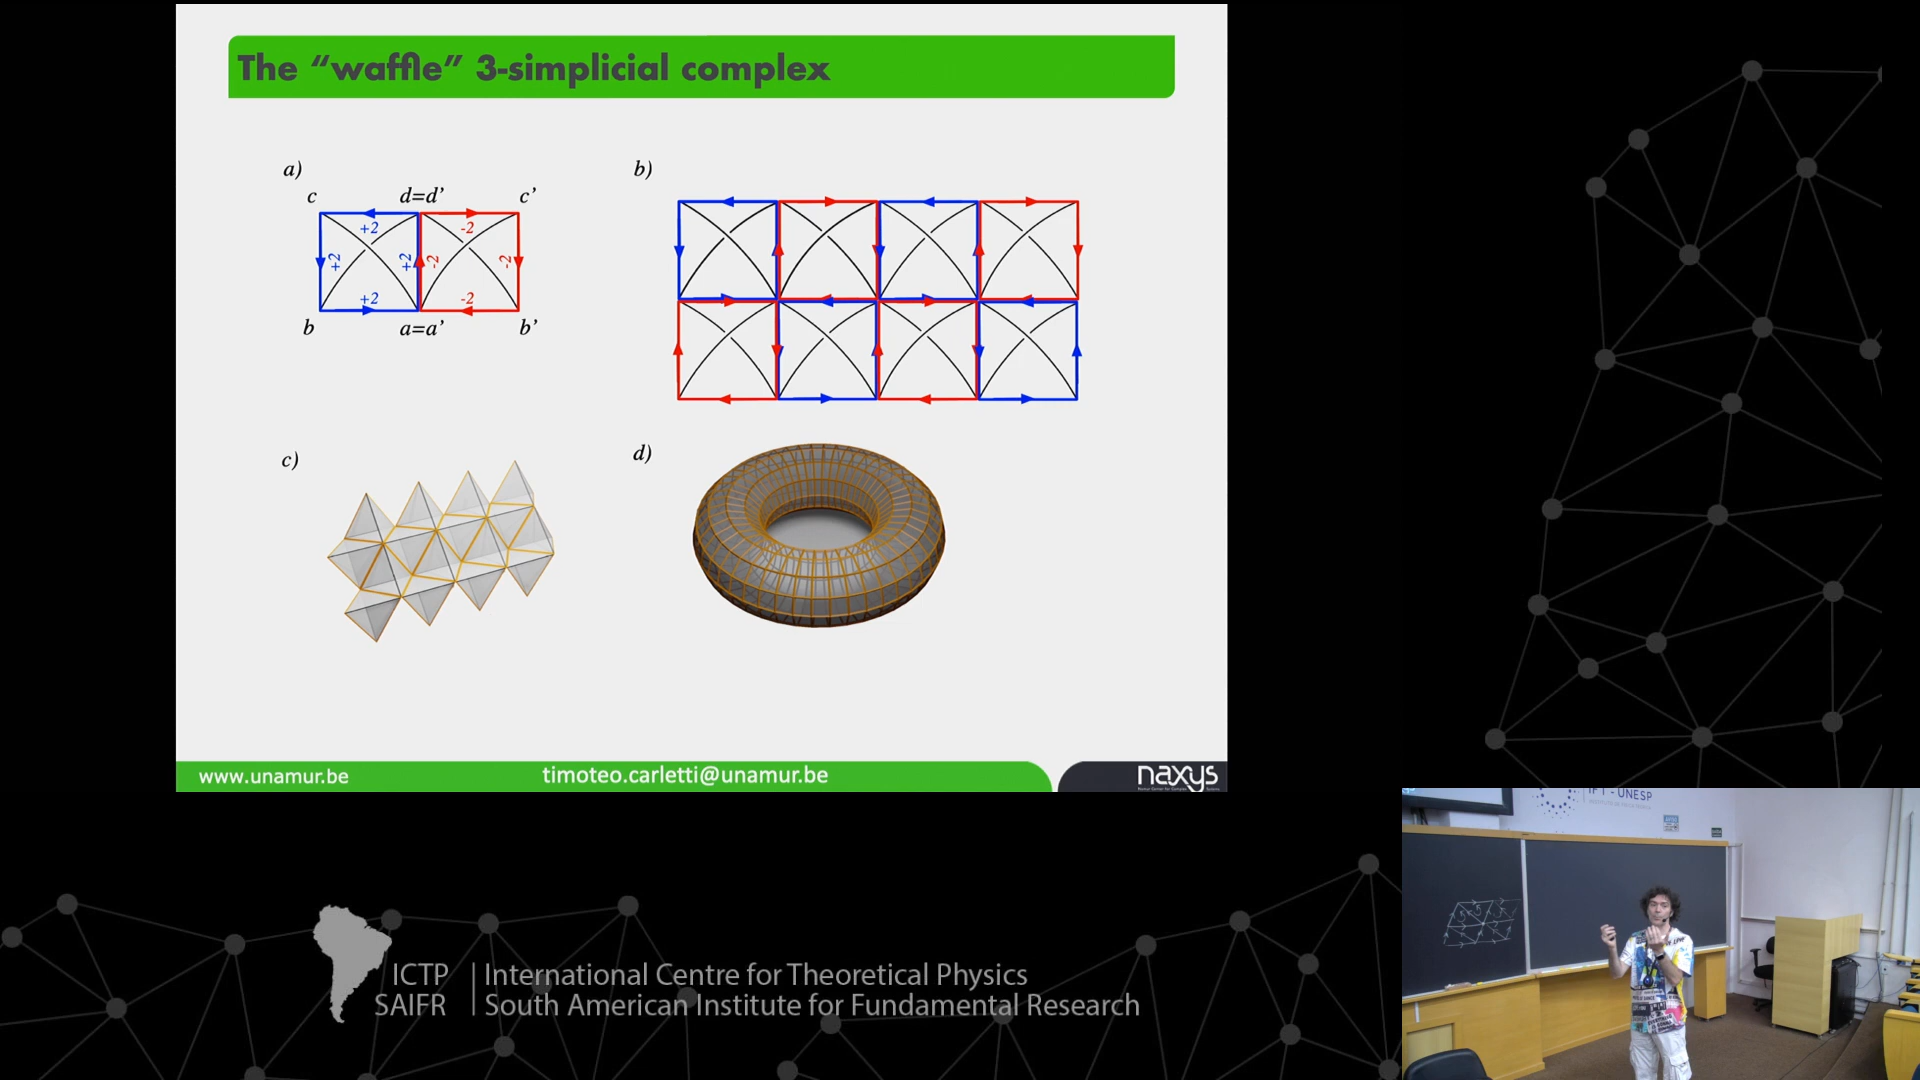 The “waffle” 3-simplicial complex
a)
b)
c
d=d’
c’
+2
-2
+2
+2
-2
-2
+2
-2
b
a=a’
b’
c)
d)
www.unamur.be
timoteo.carletti@unamur.be
naxys
IFT - UNESP
ICTP
International Centre for Theoretical Physics
SAIFR
South American Institute for Fundamental Research